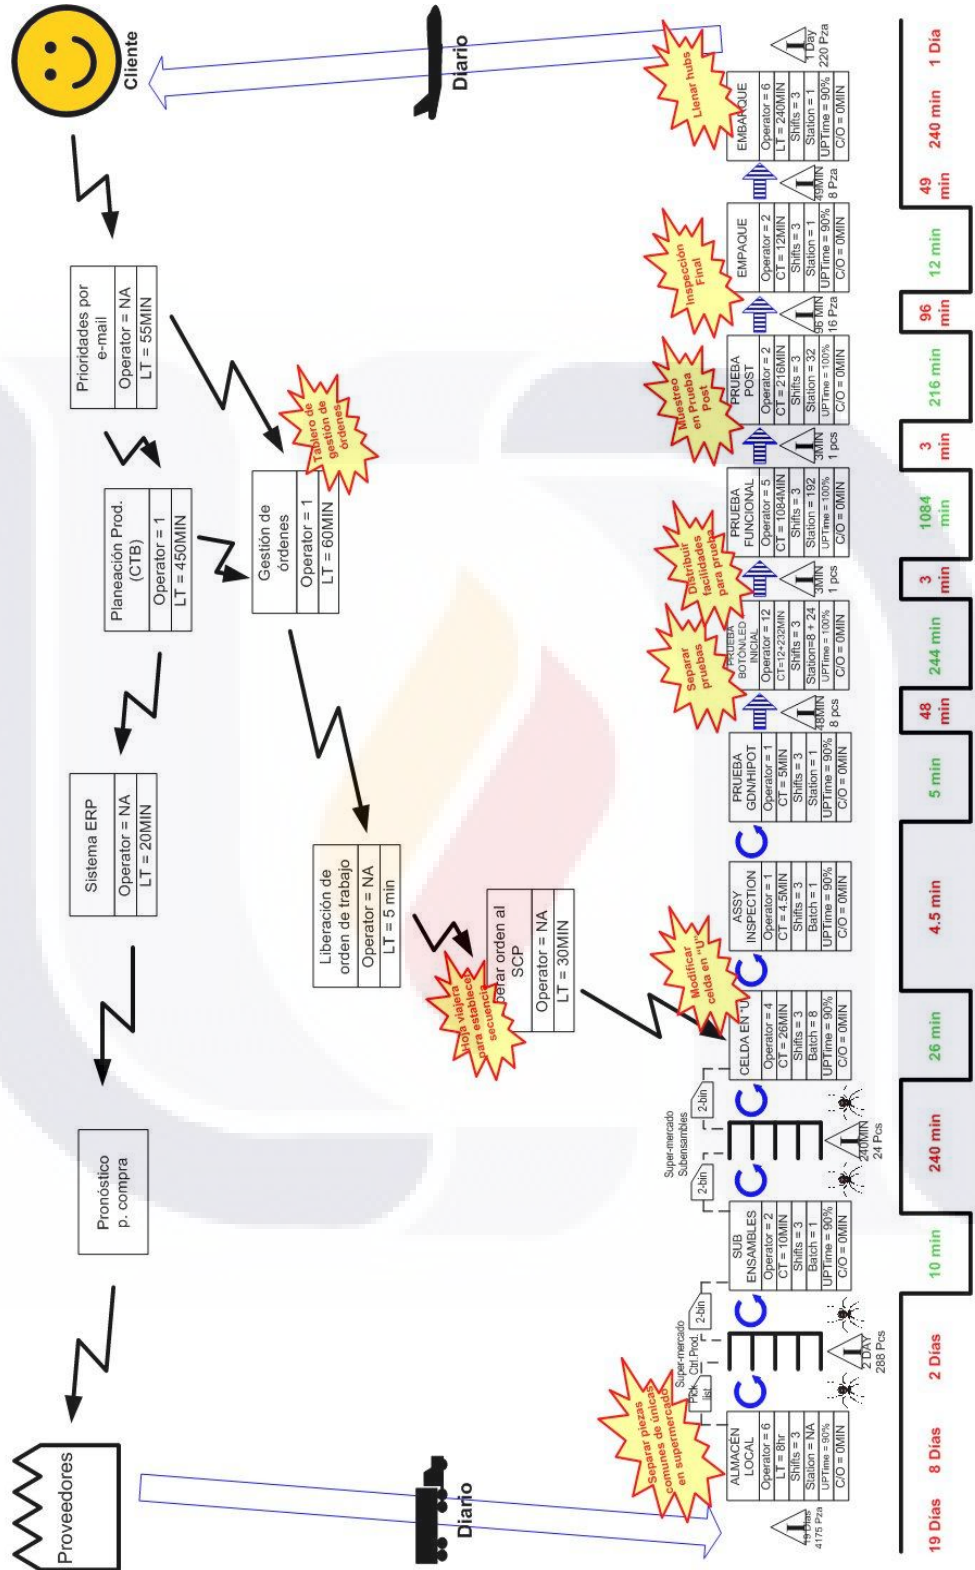 Proveedores
Pronóstico
p. compra
Sistema ERP
Operator = NA
LT = 20MIN
Planeación Prod.
(CTB)
Operator = 1
LT = 450MIN
Prioridades por
e-mail
Operator = NA
LT = 55MIN
Cliente
Liberación de
orden de trabajo
Operator = NA
LT = 5 min
Gestión de
órdenes
Operator = 1
LT = 60MIN
Tablero de
gestión de
órdenes
Hoja viajera
para establecer
secuencia
perar orden al
SCP
Operator = NA
LT = 30MIN
Diario
Diario
Separar piezas
comunes de únicas
en supermercado
Modificar
celda en "U"
Separar
pruebas
Distribuir
facilidades
para prueba
Muestreo
en Prueba
Post
Inspección
Final
Llenar hubs
I
19 Días
4175 Pza
ALMACÉN
LOCAL
Operator = 6
LT = 8hr
Shifts = 3
Station = NA
UPTime = 90%
C/O = 0MIN
Pick
list
Super-mercado
Ctrl.Prod.
2-bin
I
2 DAY
288 Pcs
SUB
ENSAMBLES
Operator = 2
CT = 10MIN
Shifts = 3
Batch = 1
UPTime = 90%
C/O = 0MIN
2-bin
Super-mercado
Subensambles
2-bin
I
240MIN
24 Pcs
CELDA EN "U
Operator = 4
CT = 26MIN
Shifts = 3
Batch = 8
UPTime = 90%
C/O = 0MIN
ASSY
INSPECTION
Operator = 1
CT = 4.5MIN
Shifts = 3
Batch = 1
UPTime = 90%
C/O = 0MIN
PRUEBA
GDN/HIPOT
Operator = 1
CT = 5MIN
Shifts = 3
Station = 1
UPTime = 90%
C/O = 0MIN
I
48MIN
8 pcs
PRUEBA
BOTÓN/LED
INICIAL
Operator = 12
CT=12+232MIN
Shifts = 3
Station=8 + 24
UPTime = 100%
C/O = 0MIN
I
3MIN
1 pcs
PRUEBA
FUNCIONAL
Operator = 5
CT = 1084MIN
Shifts = 3
Station = 192
UPTime = 100%
C/O = 0MIN
I
3MIN
1 pcs
PRUEBA
POST
Operator = 2
CT = 216MIN
Shifts = 3
Station = 32
UPTime = 100%
C/O = 0MIN
I
96 MIN
16 Pza
EMPAQUE
Operator = 2
CT = 12MIN
Shifts = 3
Station = 1
UPTime = 90%
C/O = 0MIN
I
49MIN
8 Pza
EMBARQUE
Operator = 6
LT = 240MIN
Shifts = 3
Station = 1
UPTime = 90%
C/O = 0MIN
I
1 Day
220 Pza
19 Días
8 Días
2 Días
10 min
240 min
26 min
4.5 min
5 min
48
min
244 min
3
min
1084
min
3
min
216 min
96
min
12 min
49
min
240 min
1 Día